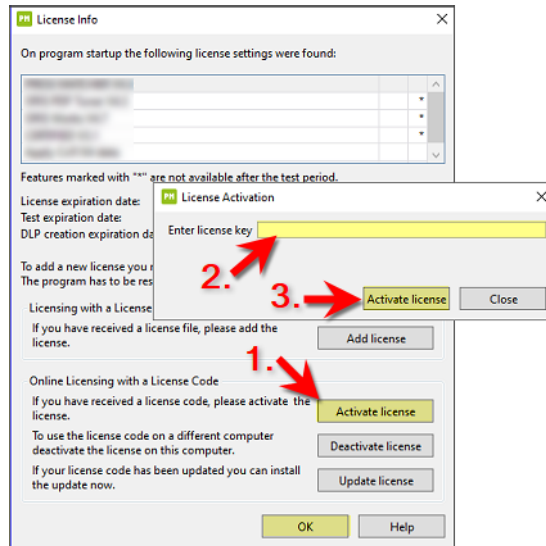 PM License Info
On program startup the following license settings were found:
*
*
*
Features marked with "*" are not available after the test period.
License expiration date:
Test expiration date:
DLP creation expiration da
To add a new license you
The program has to be res
Licensing with a License
If you have received a license file, please add the
license.
Add license
PM License Activation
Enter license key
2.
3.
Activate license
Close
1.
Online Licensing with a License Code
If you have received a license code, please activate the
license.
Activate license
To use the license code on a different computer
deactivate the license on this computer.
Deactivate license
If your license code has been updated you can install
the update now.
Update license
OK
Help